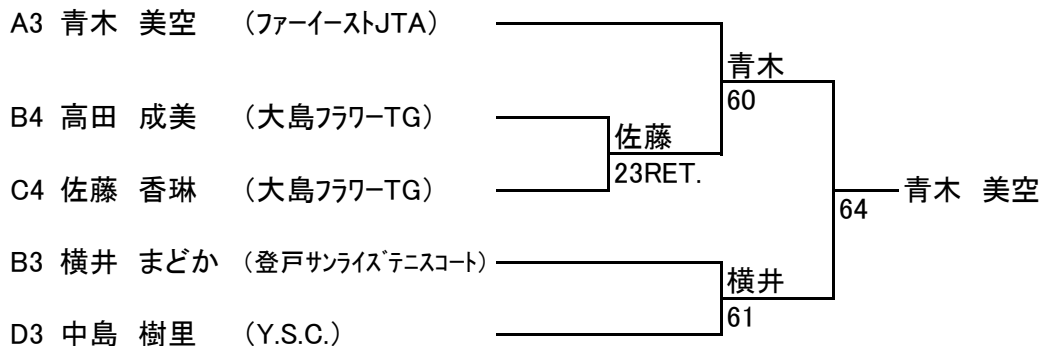 A3 青木 美空 (ファーイーストJTA)
青木
60
B4 高田 成美 (大島フラワーTG)
佐藤
23RET.
C4 佐藤 香琳 (大島フラワーTG)
青木 美空
64
B3 横井 まどか (登戸サンライズテニスコート)
横井
61
D3 中島 樹里 (Y.S.C.)